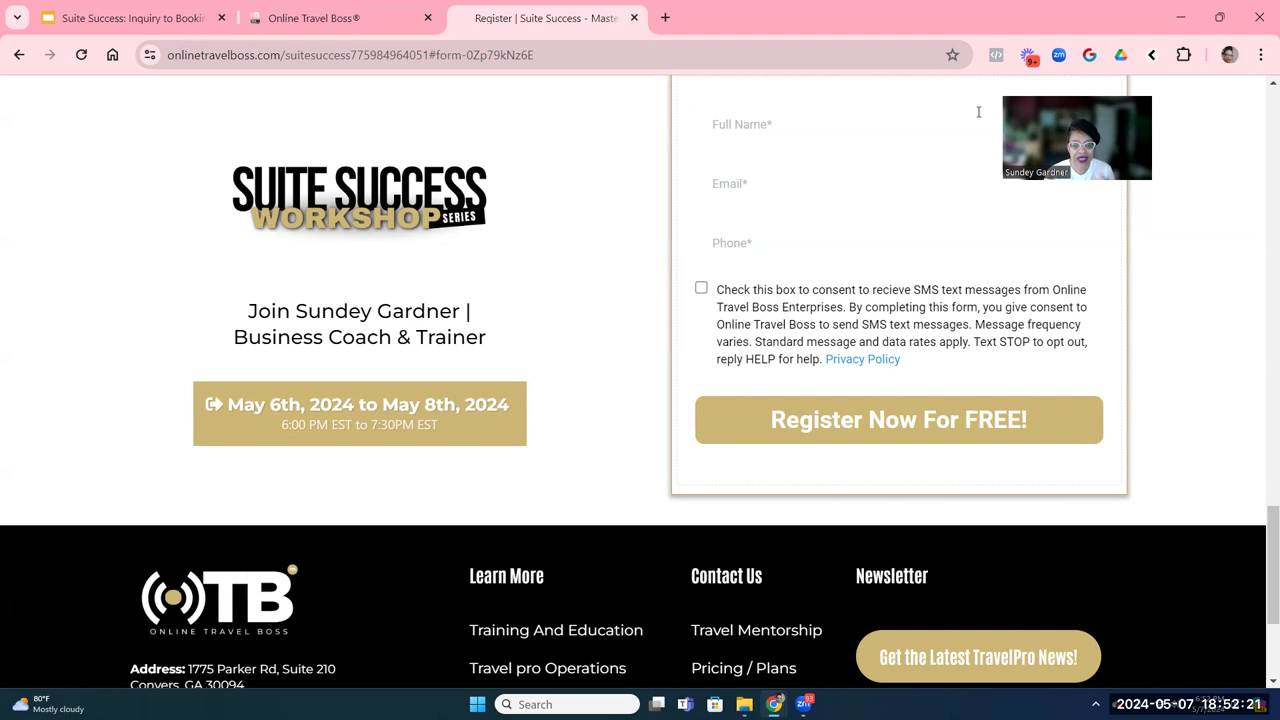 Suite Success: Inquiry to Bookin
Online Travel Boss®
Register | Suite Success - Maste
onlinetravelboss.com/suitesuccess775984964051#form-0Zp79kNz6E
9+
zm
Full Name*
Sundey Gardner
Email*
SUITE SUCCESS
WORKSHOP SERIES
Phone*
Join Sundey Gardner |
Business Coach & Trainer
May 6th, 2024 to May 8th, 2024
6:00 PM EST to 7:30PM EST
Check this box to consent to recieve SMS text messages from Online
Travel Boss Enterprises. By completing this form, you give consent to
Online Travel Boss to send SMS text messages. Message frequency
varies. Standard message and data rates apply. Text STOP to opt out,
reply HELP for help. Privacy Policy
Register Now For FREE!
TB
ONLINE TRAVEL BOSS
Address: 1775 Parker Rd, Suite 210
Conyers, GA 30094
Learn More
Training And Education
Travel pro Operations
Contact Us
Travel Mentorship
Pricing / Plans
Newsletter
Get the Latest TravelPro News!
80°F
Mostly cloudy
Search
2024-05-07 18:52:21